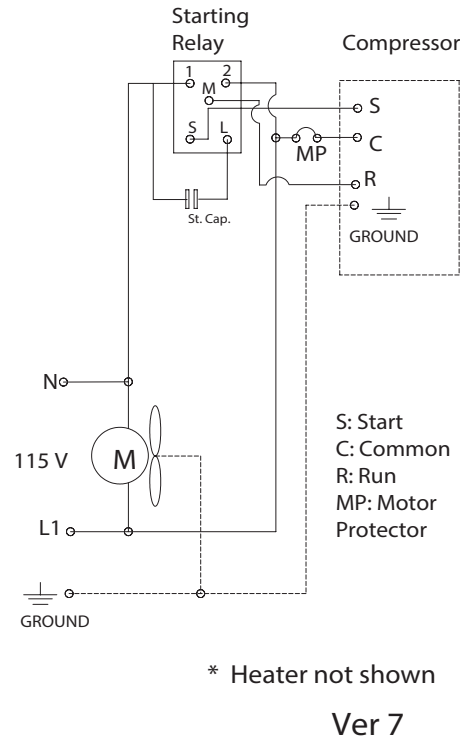 Starting
Relay
Compressor
1 2
M
S L
S
C
MP
R
St. Cap.
GROUND
N
115 V
M
L1
GROUND
S: Start
C: Common
R: Run
MP: Motor
Protector
* Heater not shown
Ver 7